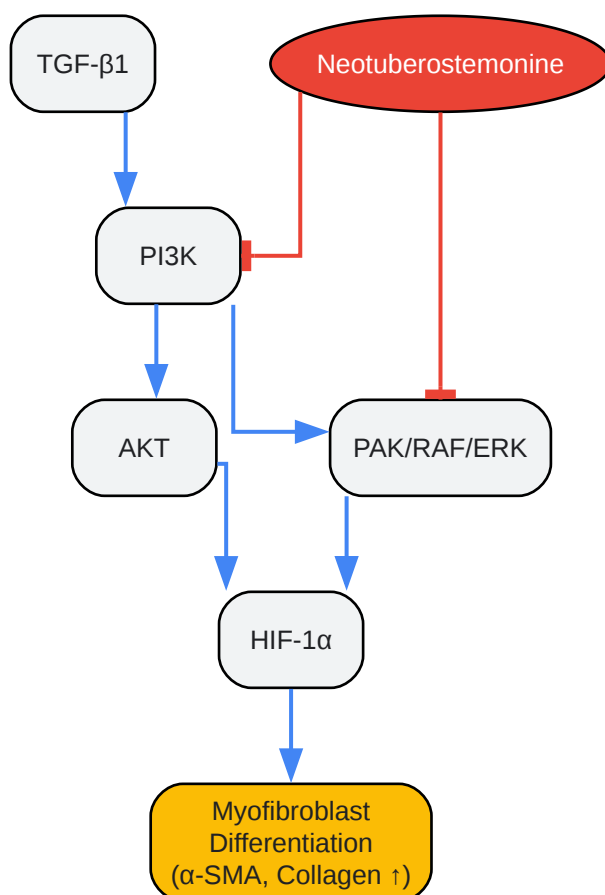 TGF-β1
Neotuberostemonine
PI3K
AKT
PAK/RAF/ERK
HIF-1α
Myofibroblast
Differentiation
(α-SMA, Collagen ↑)